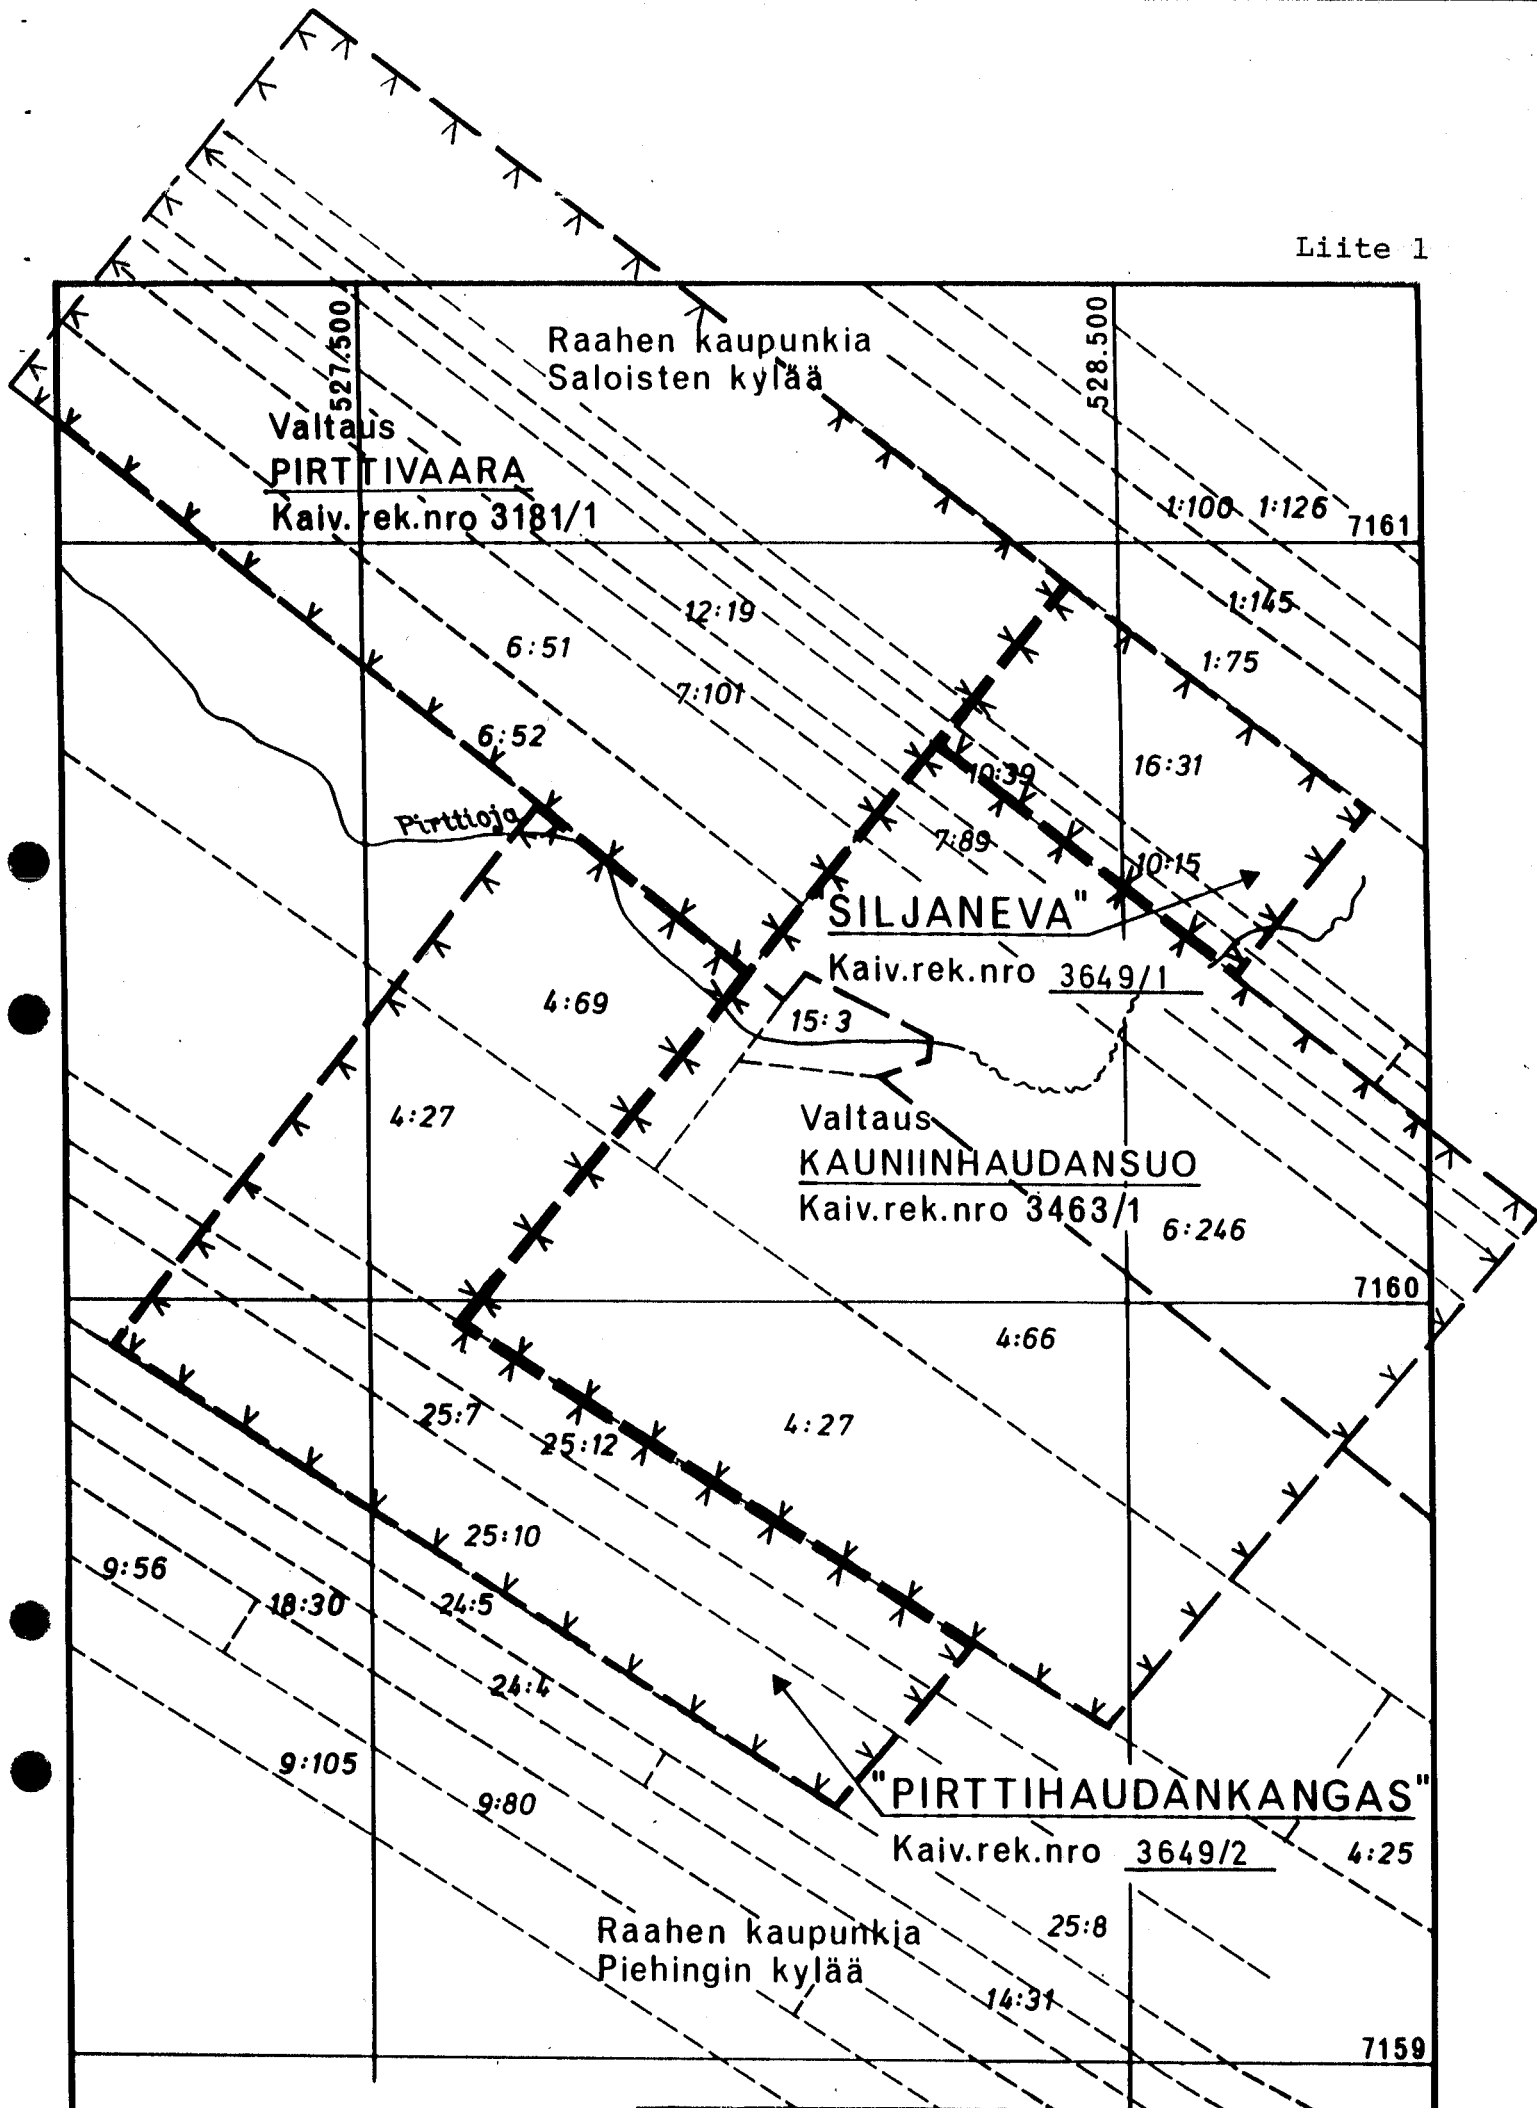 Liite 1
527.500
528.500
Raahen kaupunkia
Saloisten kylää
Valtaus
PIRTTIVAARA
Kaiv.rek.nro 3181/1
1:100 1:126
7161
12:19
1:145
6:51
1:75
7:101
6:52
10:39
16:31
Pirttioja
7:89
10:15
"SILJANEVA"
Kaiv.rek.nro 3649/1
4:69
15:3
4:27
Valtaus
KAUNIINHAUDANSUO
Kaiv.rek.nro 3463/1
6:246
7160
4:66
25:7
25:12
4:27
25:10
9:56
18:30
24:5
24:4
9:105
9:80
"PIRTTIHAUDANKANGAS"
Kaiv.rek.nro 3649/2
4:25
Raahen kaupunkia
Piehingin kylää
25:8
14:31
7159